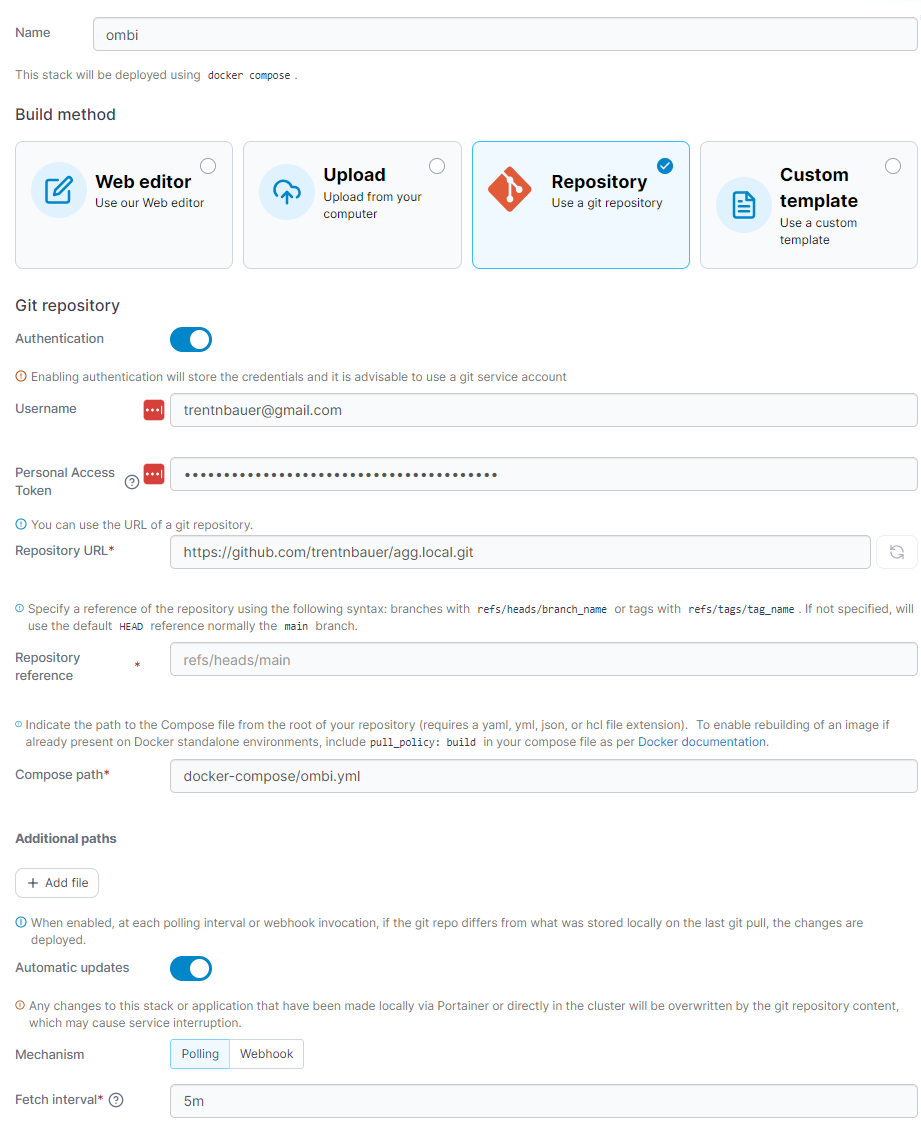 Name
ombi
This stack will be deployed using docker compose .
Build method
Web editor
Use our Web editor
Upload
Upload from your
computer
Repository
Use a git repository
Custom
template
Use a custom
template
Git repository
Authentication
Enabling authentication will store the credentials and it is advisable to use a git service account
Username
trentnbauer@gmail.com
Personal Access
Token
••••••••••••••••••••••••••••••••••••••••
You can use the URL of a git repository.
Repository URL*
https://github.com/trentnbauer/agg.local.git
Specify a reference of the repository using the following syntax: branches with refs/heads/branch_name or tags with refs/tags/tag_name . If not specified, will
use the default HEAD reference normally the main branch.
Repository
reference
*
refs/heads/main
Indicate the path to the Compose file from the root of your repository (requires a yaml, yml, json, or hcl file extension). To enable rebuilding of an image if
already present on Docker standalone environments, include pull_policy: build in your compose file as per Docker documentation.
Compose path*
docker-compose/ombi.yml
Additional paths
+ Add file
When enabled, at each polling interval or webhook invocation, if the git repo differs from what was stored locally on the last git pull, the changes are
deployed.
Automatic updates
Any changes to this stack or application that have been made locally via Portainer or directly in the cluster will be overwritten by the git repository content,
which may cause service interruption.
Mechanism
Polling
Webhook
Fetch interval*
5m